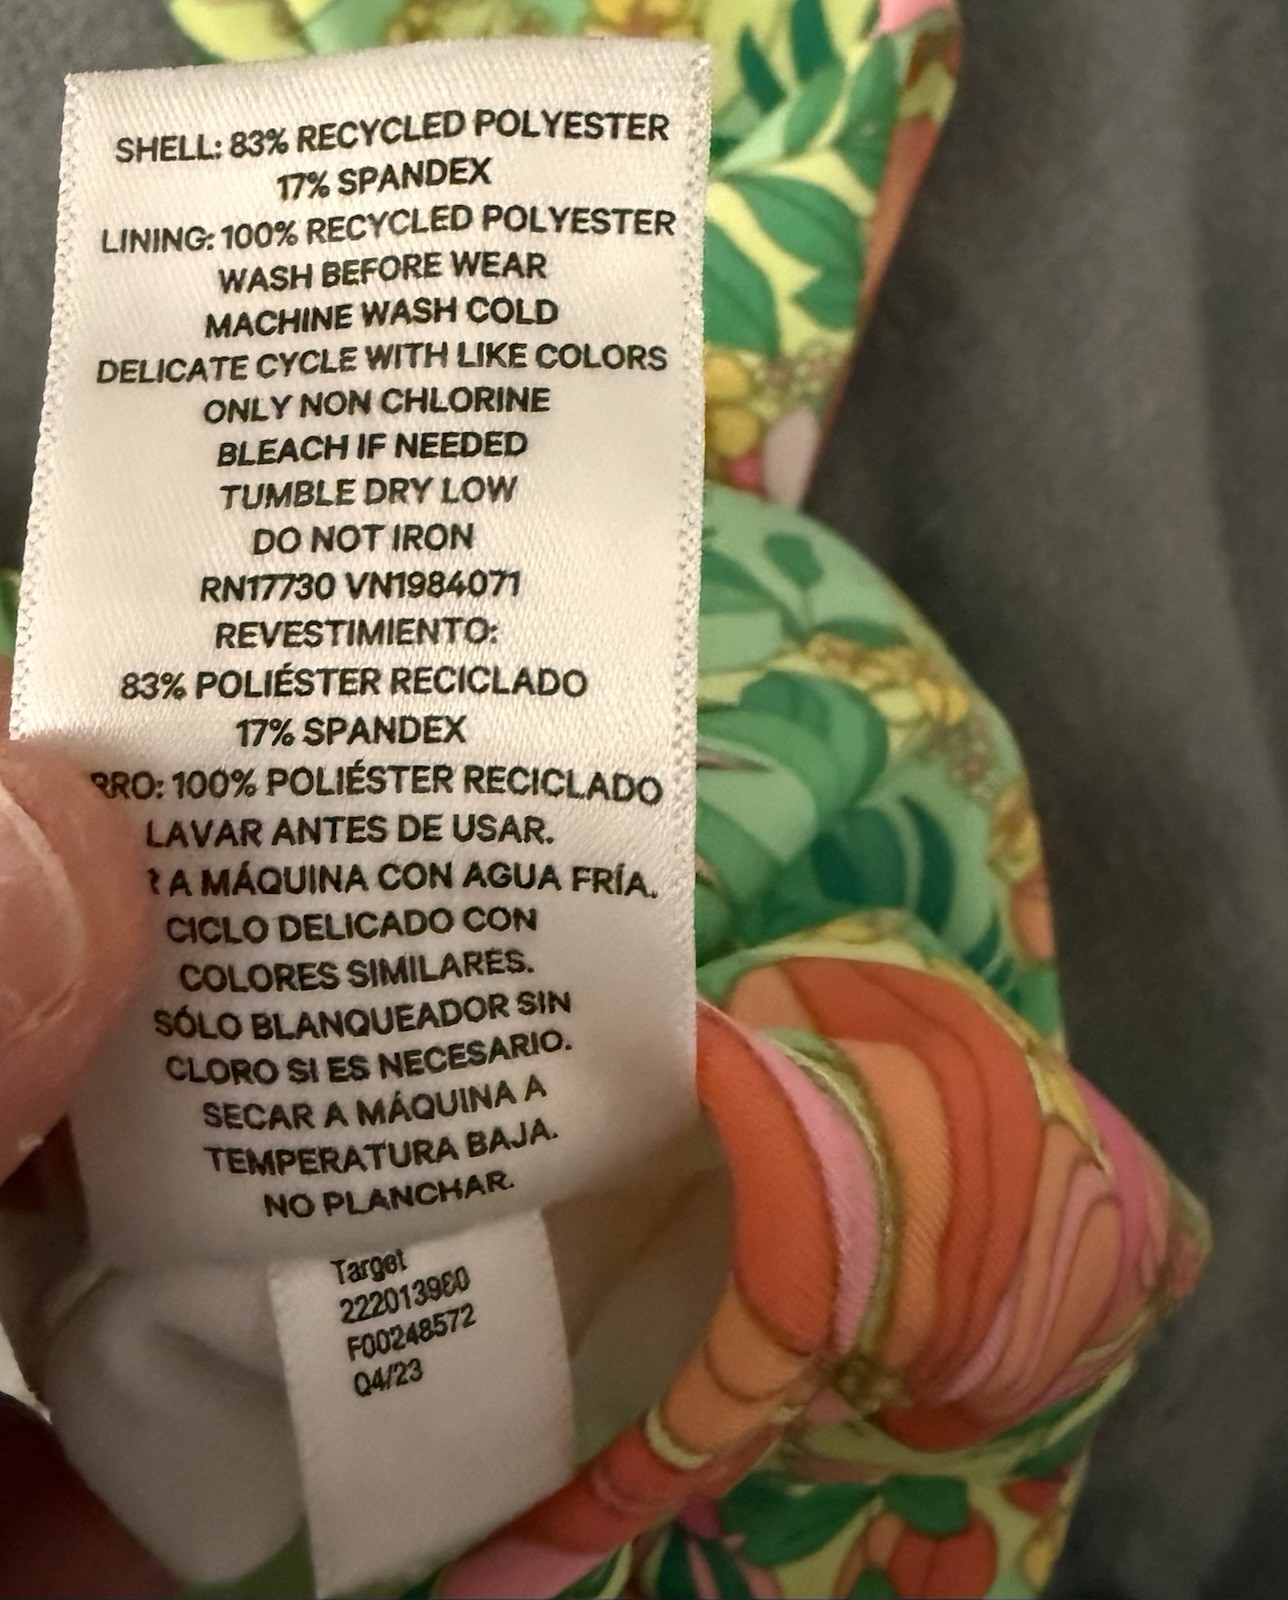 SHELL: 83% RECYCLED POLYESTER
17% SPANDEX
LINING: 100% RECYCLED POLYESTER
WASH BEFORE WEAR
MACHINE WASH COLD
DELICATE CYCLE WITH LIKE COLORS
ONLY NON CHLORINE
BLEACH IF NEEDED
TUMBLE DRY LOW
DO NOT IRON
RN17730 VN1984071
REVESTIMIENTO:
83% POLIÉSTER RECICLADO
17% SPANDEX
RRO: 100% POLIÉSTER RECICLADO
LAVAR ANTES DE USAR.
A MÁQUINA CON AGUA FRÍA.
CICLO DELICADO CON
COLORES SIMILARES.
SÓLO BLANQUEADOR SIN
CLORO SI ES NECESARIO.
SECAR A MÁQUINA A
TEMPERATURA BAJA.
NO PLANCHAR.
Target
F00248572
Q4/23